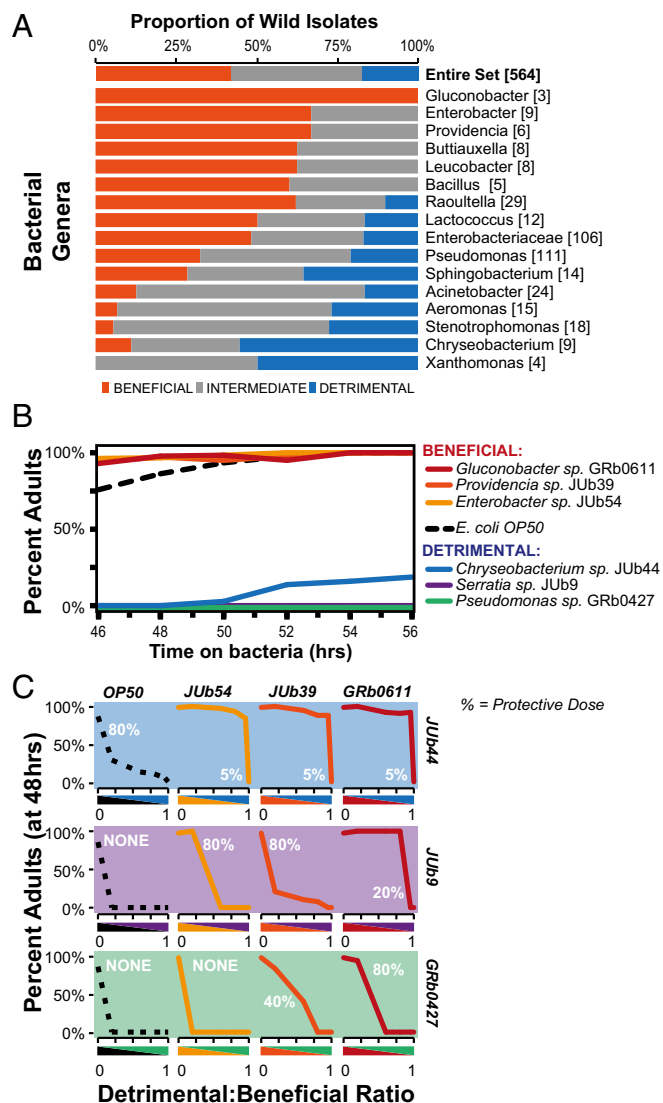 A
Proportion of Wild Isolates
0% 25% 50% 75% 100%
Bacterial
Genera
Entire Set [564]
Gluconobacter [3]
Enterobacter [9]
Providencia [6]
Buttiauxella [8]
Leucobacter [8]
Bacillus [5]
Raoultella [29]
Lactococcus [12]
Enterobacteriaceae [106]
Pseudomonas [111]
Sphingobacterium [14]
Acinetobacter [24]
Aeromonas [15]
Stenotrophomonas [18]
Chryseobacterium [9]
Xanthomonas [4]
BENEFICIAL INTERMEDIATE DETRIMENTAL
B
Percent Adults
100%
50%
0%
46 48 50 52 54 56
Time on bacteria (hrs)
BENEFICIAL:
Gluconobacter sp. GRb0611
Providencia sp. JUb39
Enterobacter sp. JUb54
E. coli OP50
DETRIMENTAL:
Chryseobacterium sp. JUb44
Serratia sp. JUb9
Pseudomonas sp. GRb0427
C
OP50 JUb54 JUb39 GRb0611
% = Protective Dose
Percent Adults (at 48hrs)
100%
50%
0%
80% 5% 5% 5%
JUb44
0 1 0 1 0 1 0 1
100%
50%
0%
NONE 80% 80% 20%
JUb9
0 1 0 1 0 1 0 1
100%
50%
0%
NONE NONE 40% 80%
GRb0427
0 1 0 1 0 1 0 1
Detrimental:Beneficial Ratio